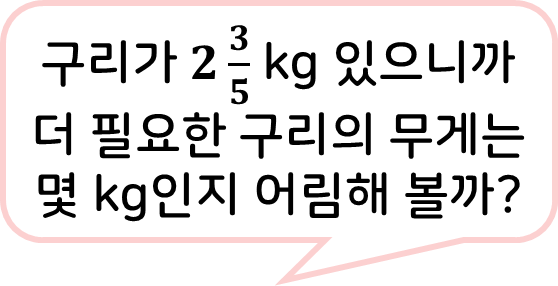 구리가 2 3/5 kg 있으니까
더 필요한 구리의 무게는
몇 kg인지 어림해 볼까?